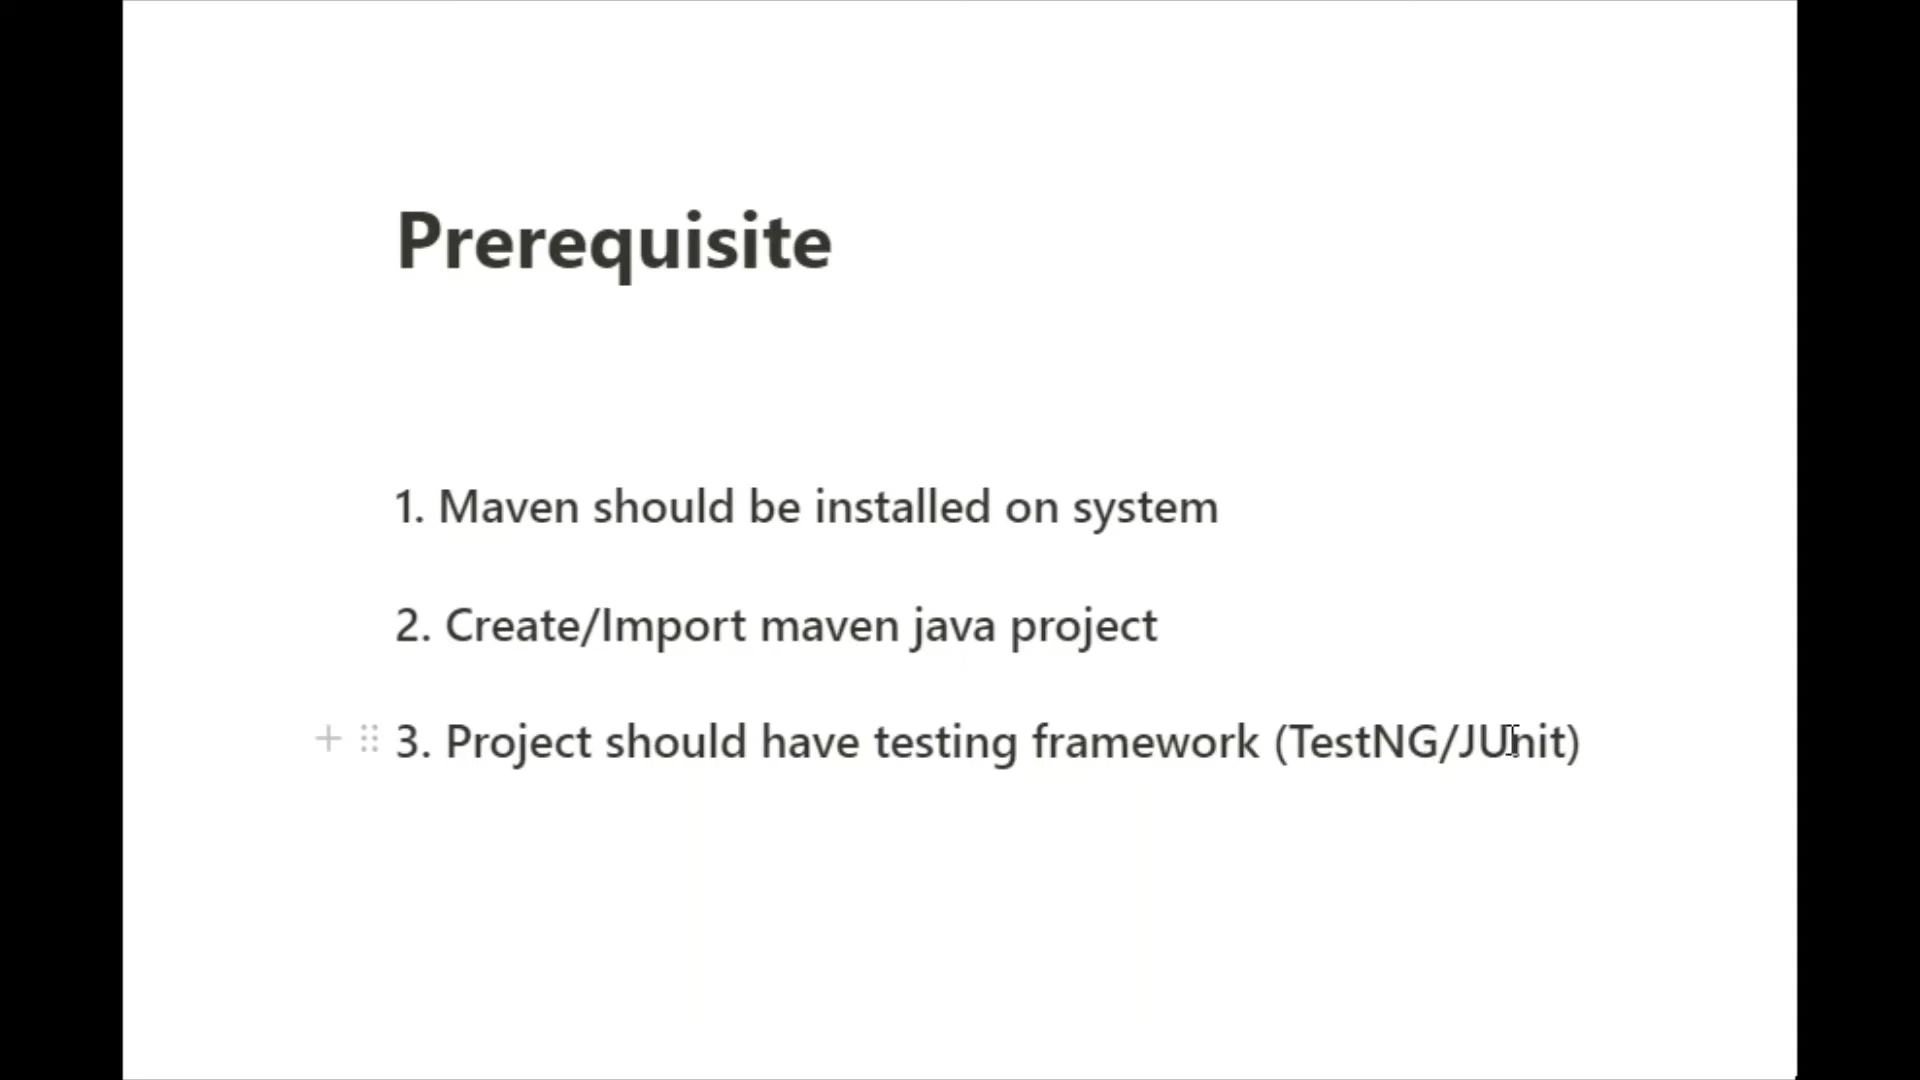 Prerequisite
1. Maven should be installed on system
2. Create/Import maven java project
3. Project should have testing framework (TestNG/JUnit)